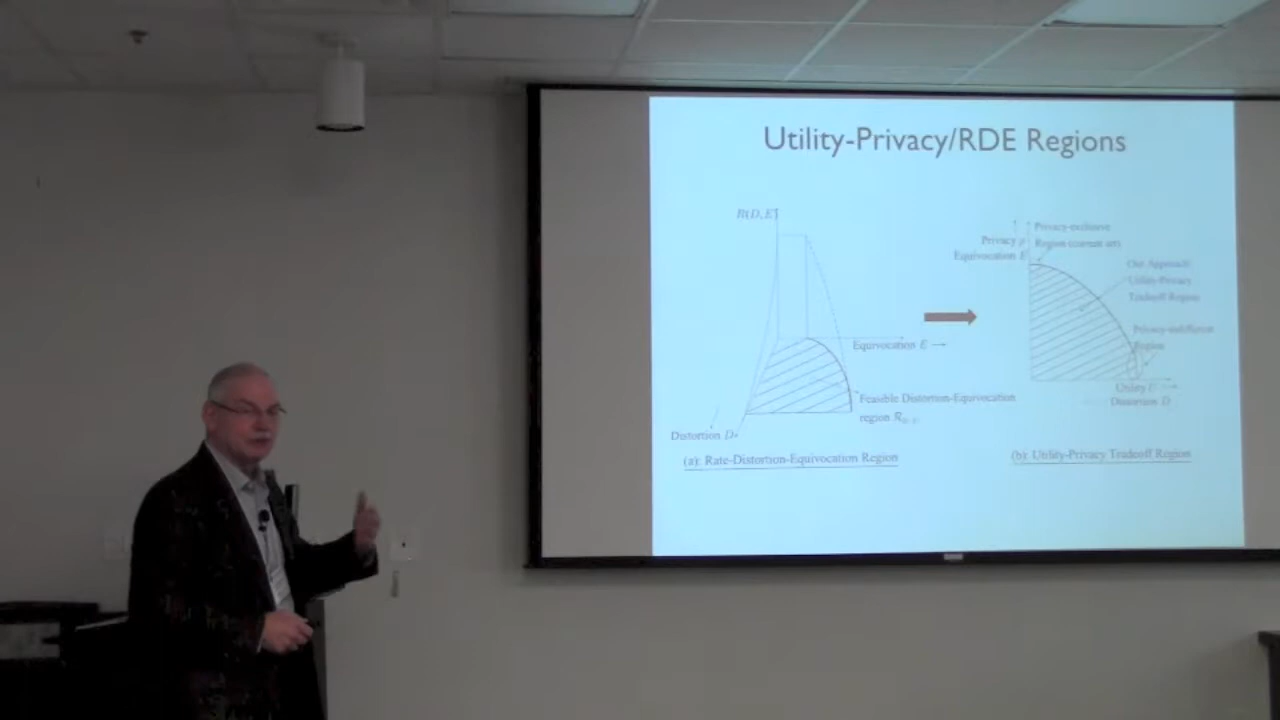 Utility-Privacy/RDE Regions
R(D,E)
Equivocation E →
Feasible Distortion-Equivocation
region
Distortion D
(a): Rate-Distortion-Equivocation Region
Privacy-exclusive
Region (current art)
Privacy ρ
Equivocation E
Our Approach:
Utility-Privacy
Tradeoff Region
Privacy-indifferent
Region
Utility
Distortion D
(b): Utility-Privacy Tradeoff Region